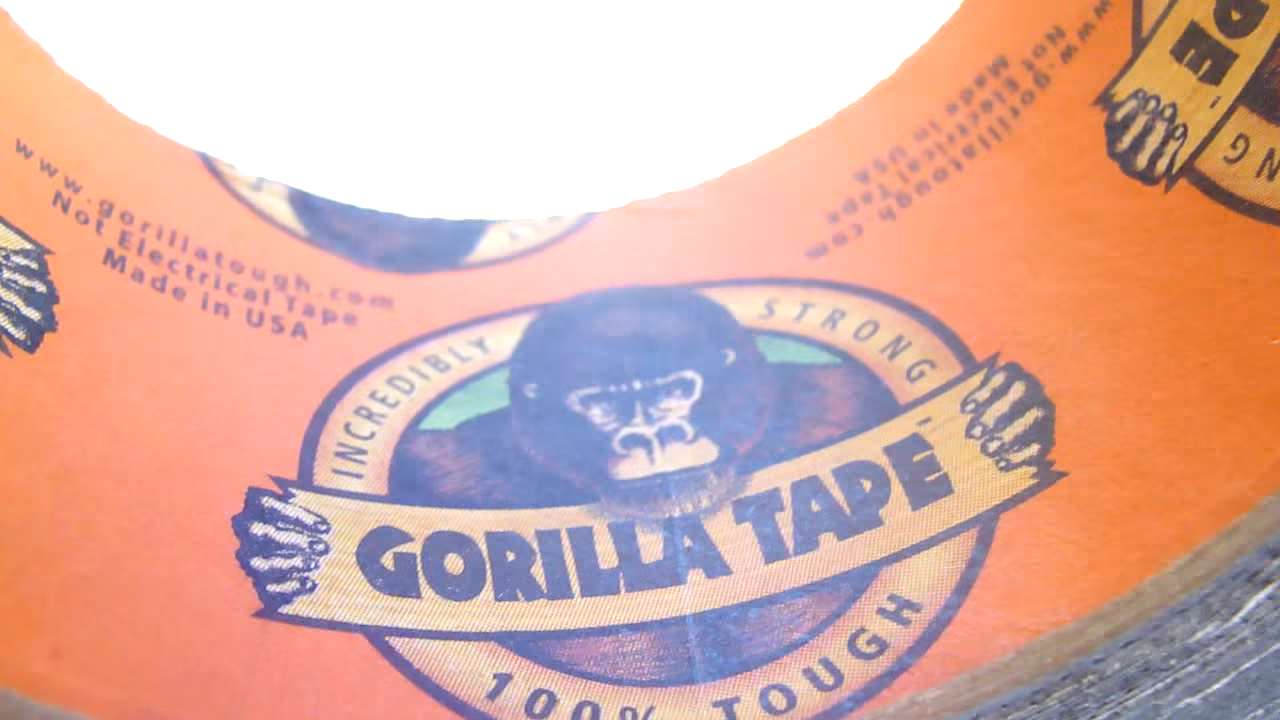 www.gorillatough.com
Not Electrical Tape
Made in USA
www.gorillatough.com
Not Electrical Tape
Made in USA
INCREDIBLY STRONG
GORILLA TAPE
100% TOUGH